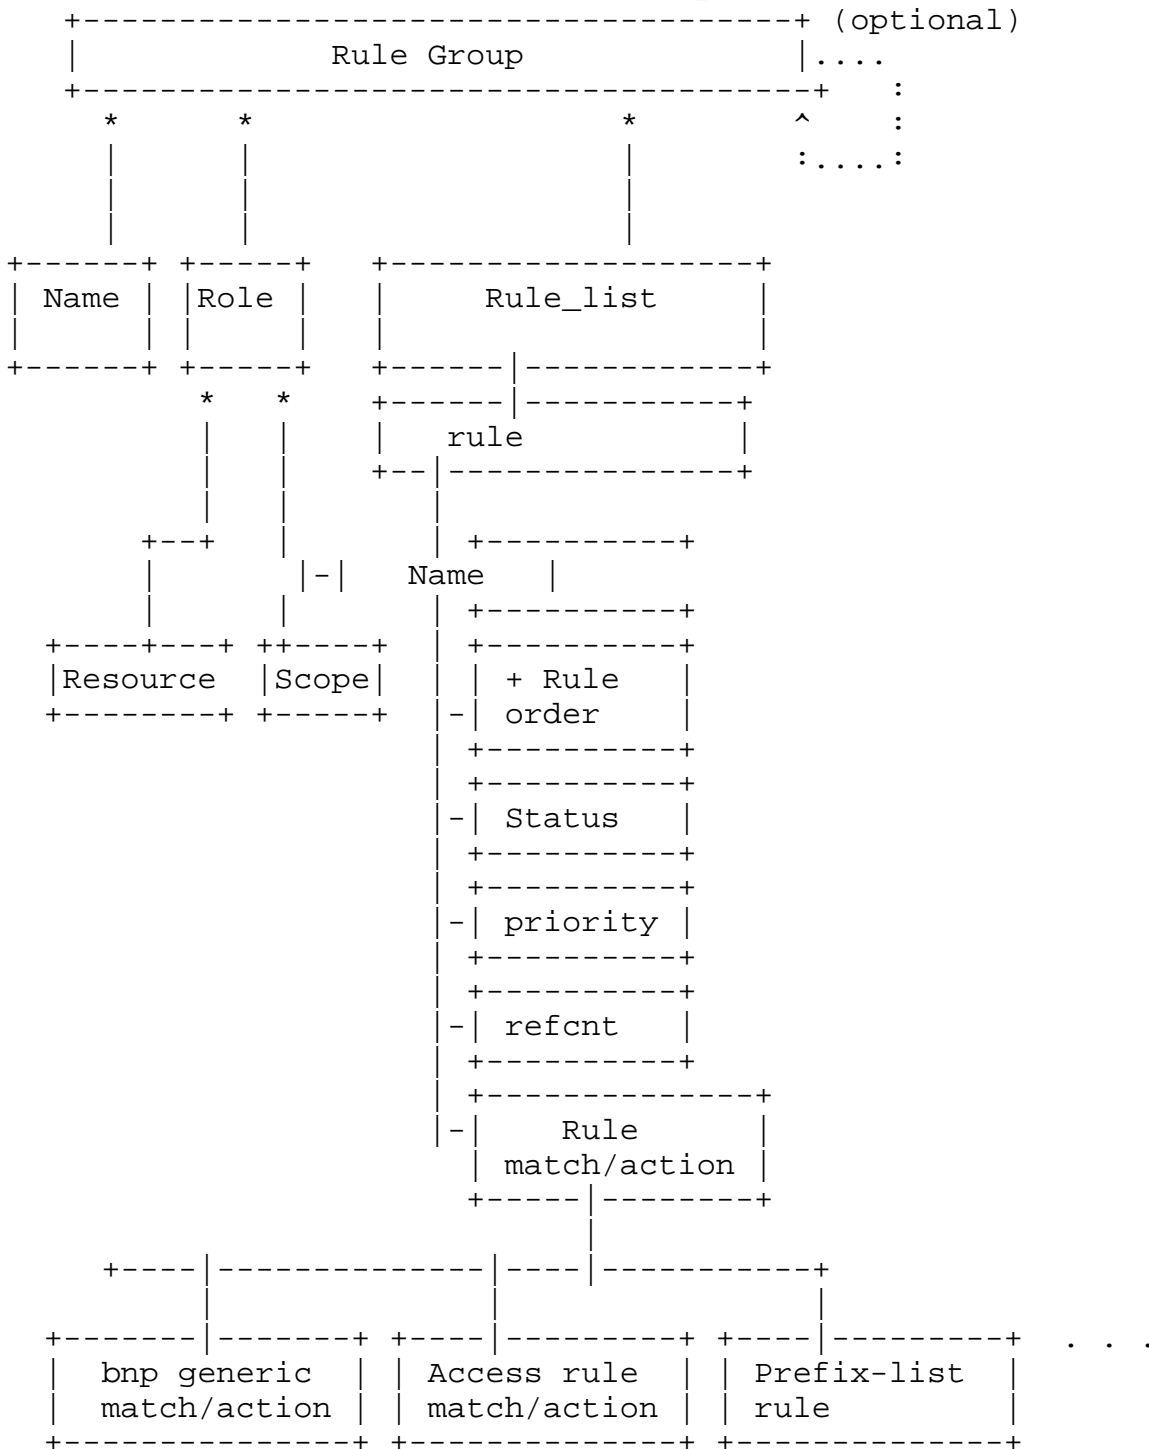 (optional)
Rule Group
Name Role Rule_list
rule
Name
Resource Scope + Rule
order
Status
priority
refcnt
Rule
match/action
bnp generic Access rule Prefix-list
match/action match/action rule